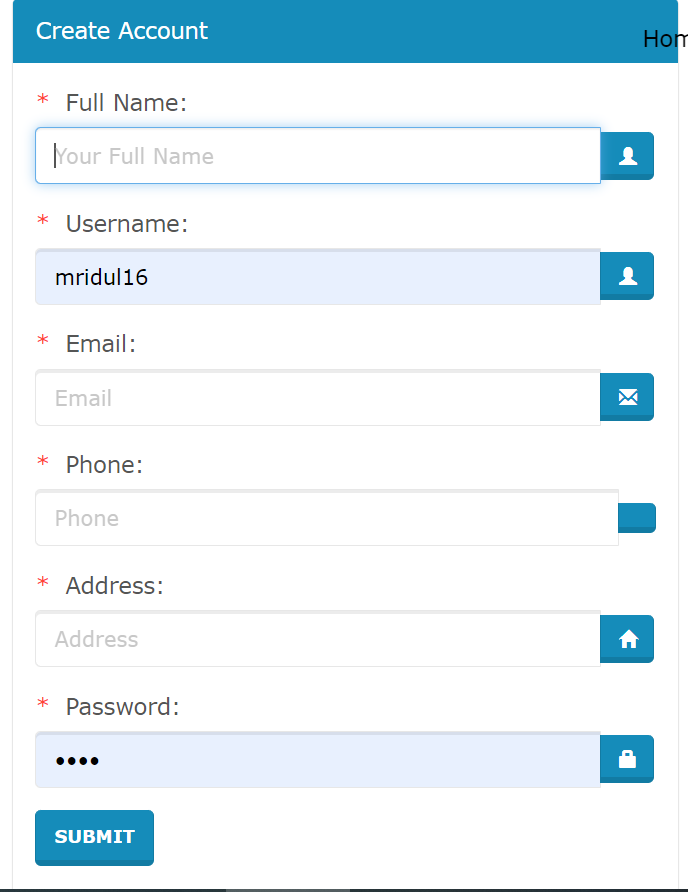 Create Account
Hom
* Full Name:
Your Full Name
* Username:
mridul16
* Email:
Email
* Phone:
Phone
* Address:
Address
* Password:
••••
SUBMIT